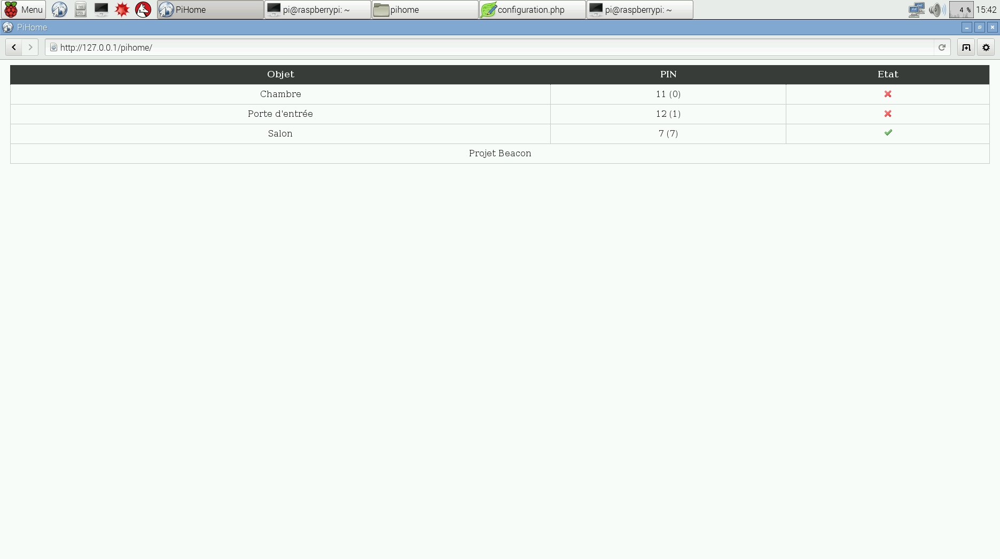 Menu PiHome pi@raspberrypi: ~ pihome configuration.php pi@raspberrypi: ~ 4 % 15:42
PiHome
http://127.0.0.1/pihome/
Objet PIN Etat
Chambre 11 (0)
Porte d'entrée 12 (1)
Salon 7 (7)
Projet Beacon